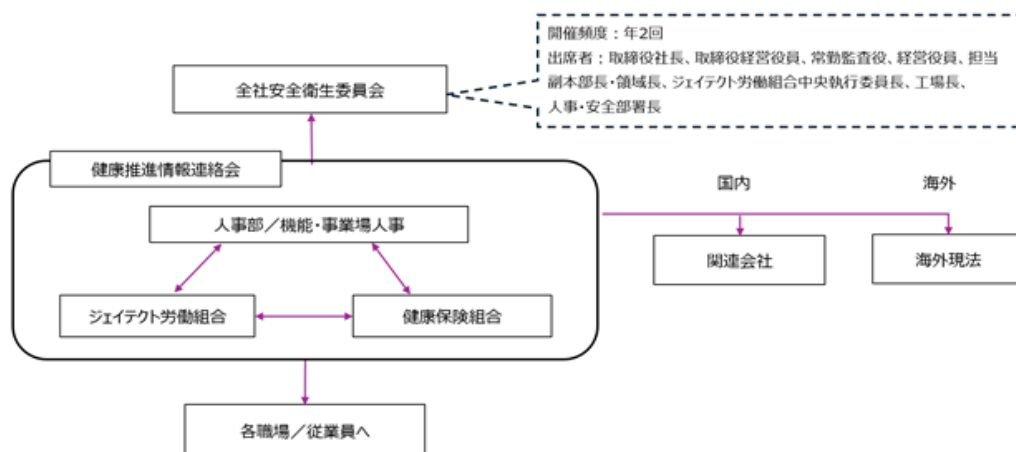 開催頻度：年2回
出席者：取締役社長、取締役経営役員、常勤監査役、経営役員、担当
副本部長・領域長、ジェイテクト労働組合中央執行委員長、工場長、
人事・安全部署長
全社安全衛生委員会
健康推進情報連絡会
人事部／機能・事業場人事
ジェイテクト労働組合
健康保険組合
国内
海外
関連会社
海外現法
各職場／従業員へ